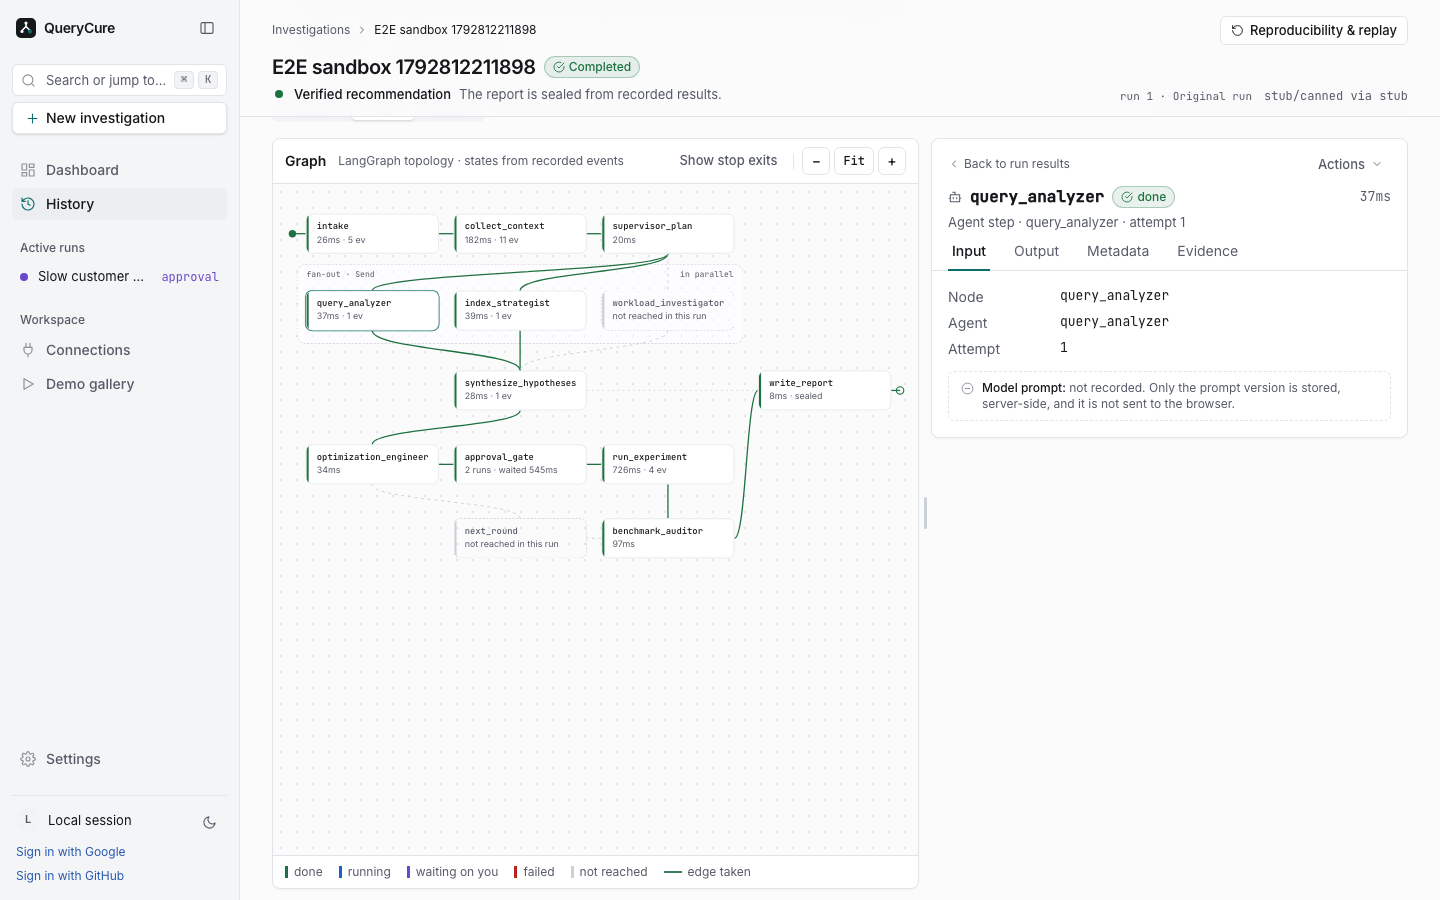 QueryCure
Search or jump to... ⌘ K
+ New investigation
Dashboard
History
Active runs
Slow customer ... approval
Workspace
Connections
Demo gallery
Settings
L Local session
Sign in with Google
Sign in with GitHub
Investigations > E2E sandbox 1792812211898
Reproducibility & replay
E2E sandbox 1792812211898 Completed
Verified recommendation The report is sealed from recorded results.
run 1 · Original run stub/canned via stub
Graph LangGraph topology · states from recorded events Show stop exits − Fit +
intake
26ms · 5 ev
collect_context
182ms · 11 ev
supervisor_plan
20ms
fan-out · Send in parallel
query_analyzer
37ms · 1 ev
index_strategist
39ms · 1 ev
workload_investigator
not reached in this run
synthesize_hypotheses
28ms · 1 ev
write_report
8ms · sealed
optimization_engineer
34ms
approval_gate
2 runs · waited 545ms
run_experiment
726ms · 4 ev
next_round
not reached in this run
benchmark_auditor
97ms
done running waiting on you failed not reached edge taken
Back to run results Actions
query_analyzer done 37ms
Agent step · query_analyzer · attempt 1
Input Output Metadata Evidence
Node query_analyzer
Agent query_analyzer
Attempt 1
Model prompt: not recorded. Only the prompt version is stored,
server-side, and it is not sent to the browser.